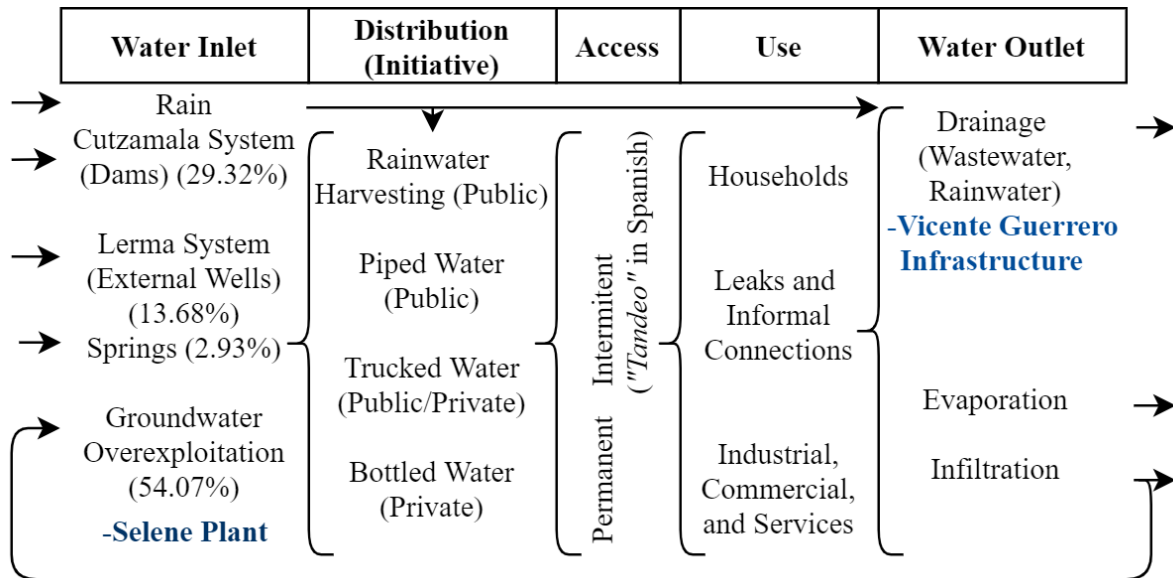 Water Inlet
Distribution
(Initiative)
Access
Use
Water Outlet
Rain
Cutzamala System
(Dams) (29.32%)
Lerma System
(External Wells)
(13.68%)
Springs (2.93%)
Groundwater
Overexploitation
(54.07%)
-Selene Plant
Rainwater
Harvesting (Public)
Piped Water
(Public)
Trucked Water
(Public/Private)
Bottled Water
(Private)
Permanent
Intermitent
("Tandeo" in Spanish)
Households
Leaks and
Informal
Connections
Industrial,
Commercial,
and Services
Drainage
(Wastewater,
Rainwater)
-Vicente Guerrero
Infrastructure
Evaporation
Infiltration